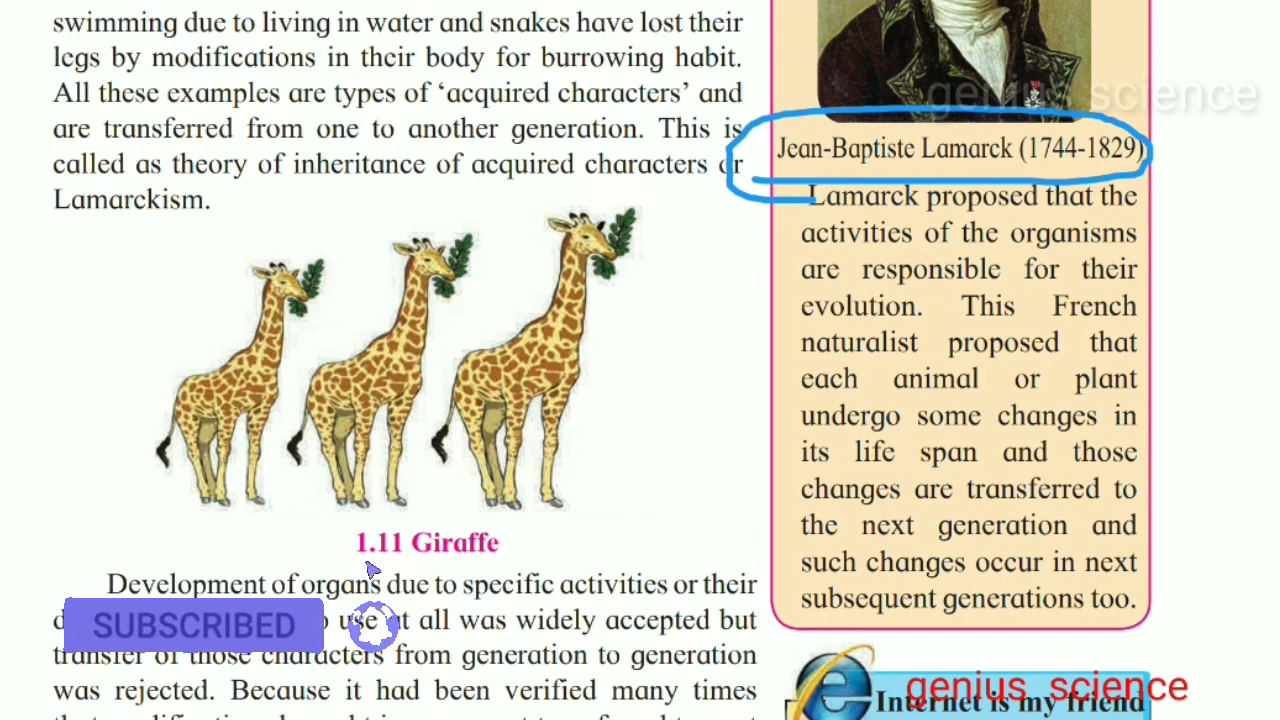 swimming due to living in water and snakes have lost their
legs by modifications in their body for burrowing habit.
All these examples are types of ‘acquired characters’ and
are transferred from one to another generation. This is
called as theory of inheritance of acquired characters or
Lamarckism.
1.11 Giraffe
Development of organs due to specific activities or their
use at all was widely accepted but
SUBSCRIBED
transfer of those characters from generation to generation
was rejected. Because it had been verified many times
genius science
Jean-Baptiste Lamarck (1744-1829)
Lamarck proposed that the
activities of the organisms
are responsible for their
evolution. This French
naturalist proposed that
each animal or plant
undergo some changes in
its life span and those
changes are transferred to
the next generation and
such changes occur in next
subsequent generations too.
Internet is my friend
genius science